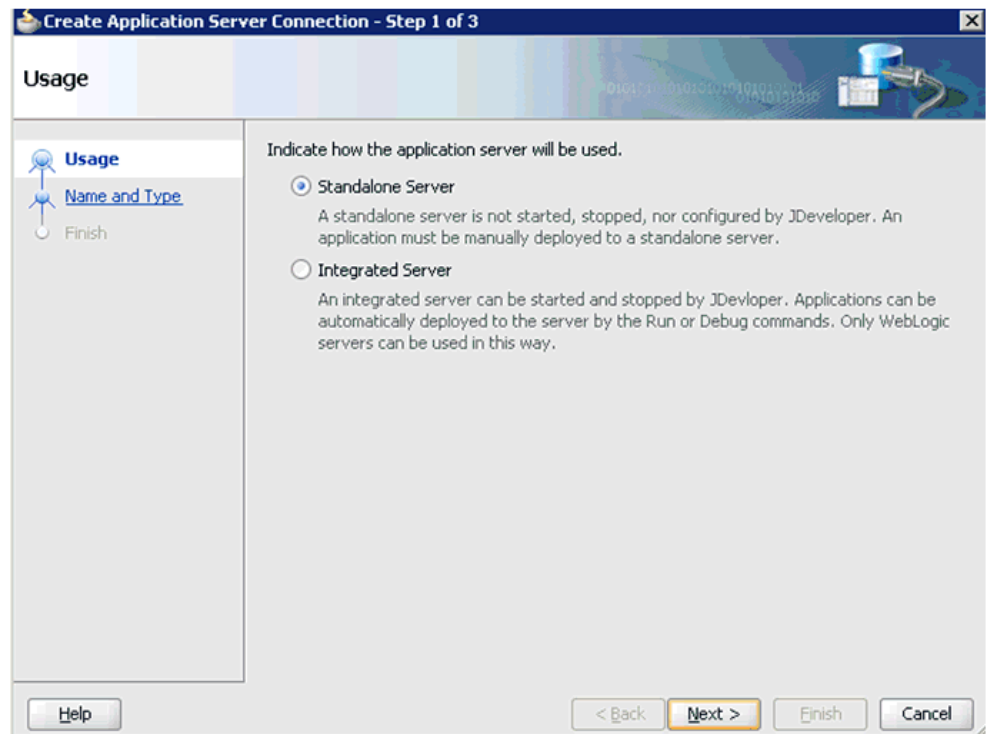 Create Application Server Connection - Step 1 of 3
Usage
Usage
Name and Type
Finish
Indicate how the application server will be used.
Standalone Server
A standalone server is not started, stopped, nor configured by JDeveloper. An
application must be manually deployed to a standalone server.
Integrated Server
An integrated server can be started and stopped by JDevloper. Applications can be
automatically deployed to the server by the Run or Debug commands. Only WebLogic
servers can be used in this way.
Help
< Back
Next >
Finish
Cancel